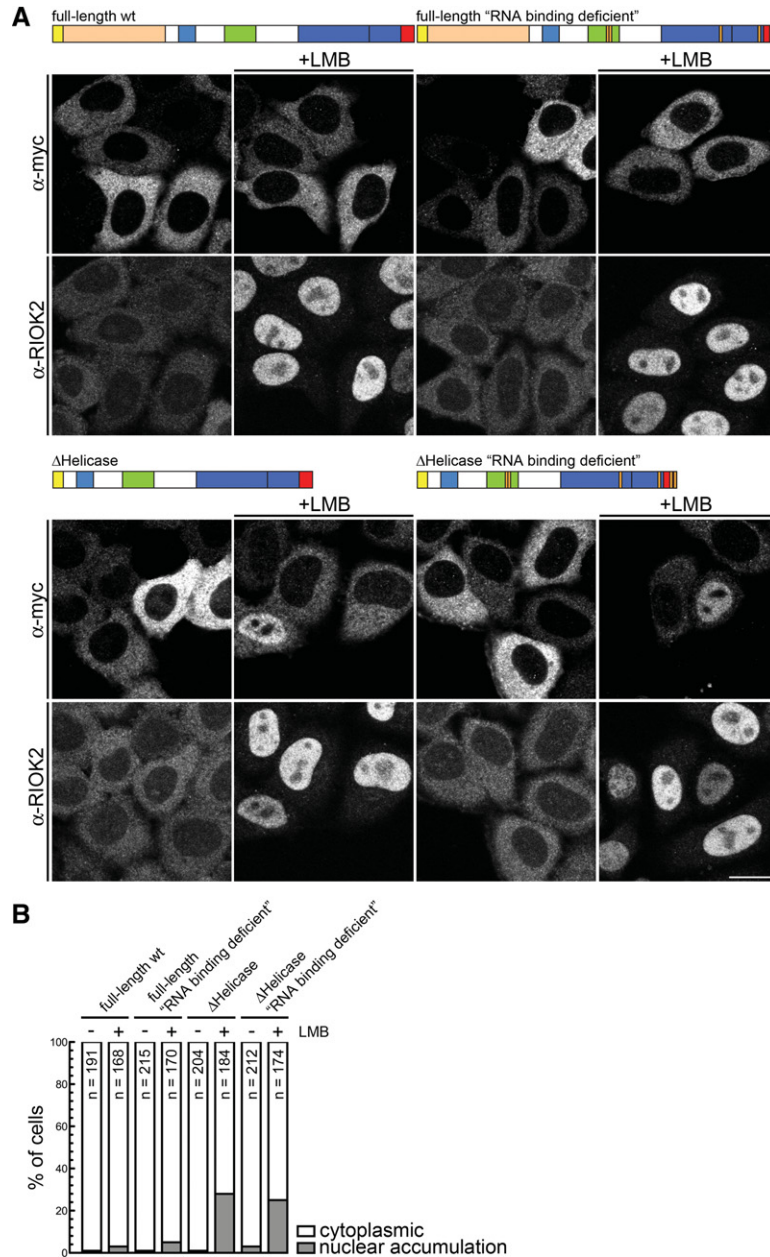 A
full-length wt
full-length “RNA binding deficient”
+LMB
+LMB
α-myc
α-RIOK2
ΔHelicase
ΔHelicase “RNA binding deficient”
+LMB
+LMB
α-myc
α-RIOK2
B
full-length wt
full-length
“RNA binding deficient”
ΔHelicase
ΔHelicase
“RNA binding deficient”
- + - + - + - + LMB
% of cells
100
80
60
40
20
0
n = 191
n = 168
n = 215
n = 170
n = 204
n = 184
n = 212
n = 174
cytoplasmic
nuclear accumulation